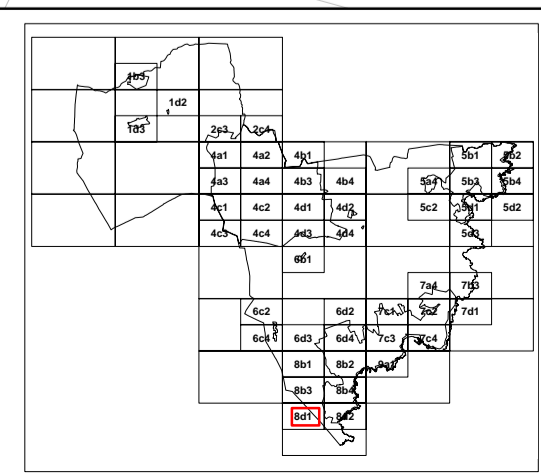 1b3
1d2
1d3
2c3 2c4
4a1 4a2 4b1 5b1 5b2
4a3 4a4 4b3 4b4 5a4 5b3 5b4
4c1 4c2 4d1 4d2 5c2 5d1 5d2
4c3 4c4 4d3 4d4 5d3
6b1
7a4 7b3
6c2 6d2 7c1 7c2 7d1
6c4 6d3 6d4 7c3 7c4
8b1 8b2 9a1
8b3 8b4
8d1 8d2